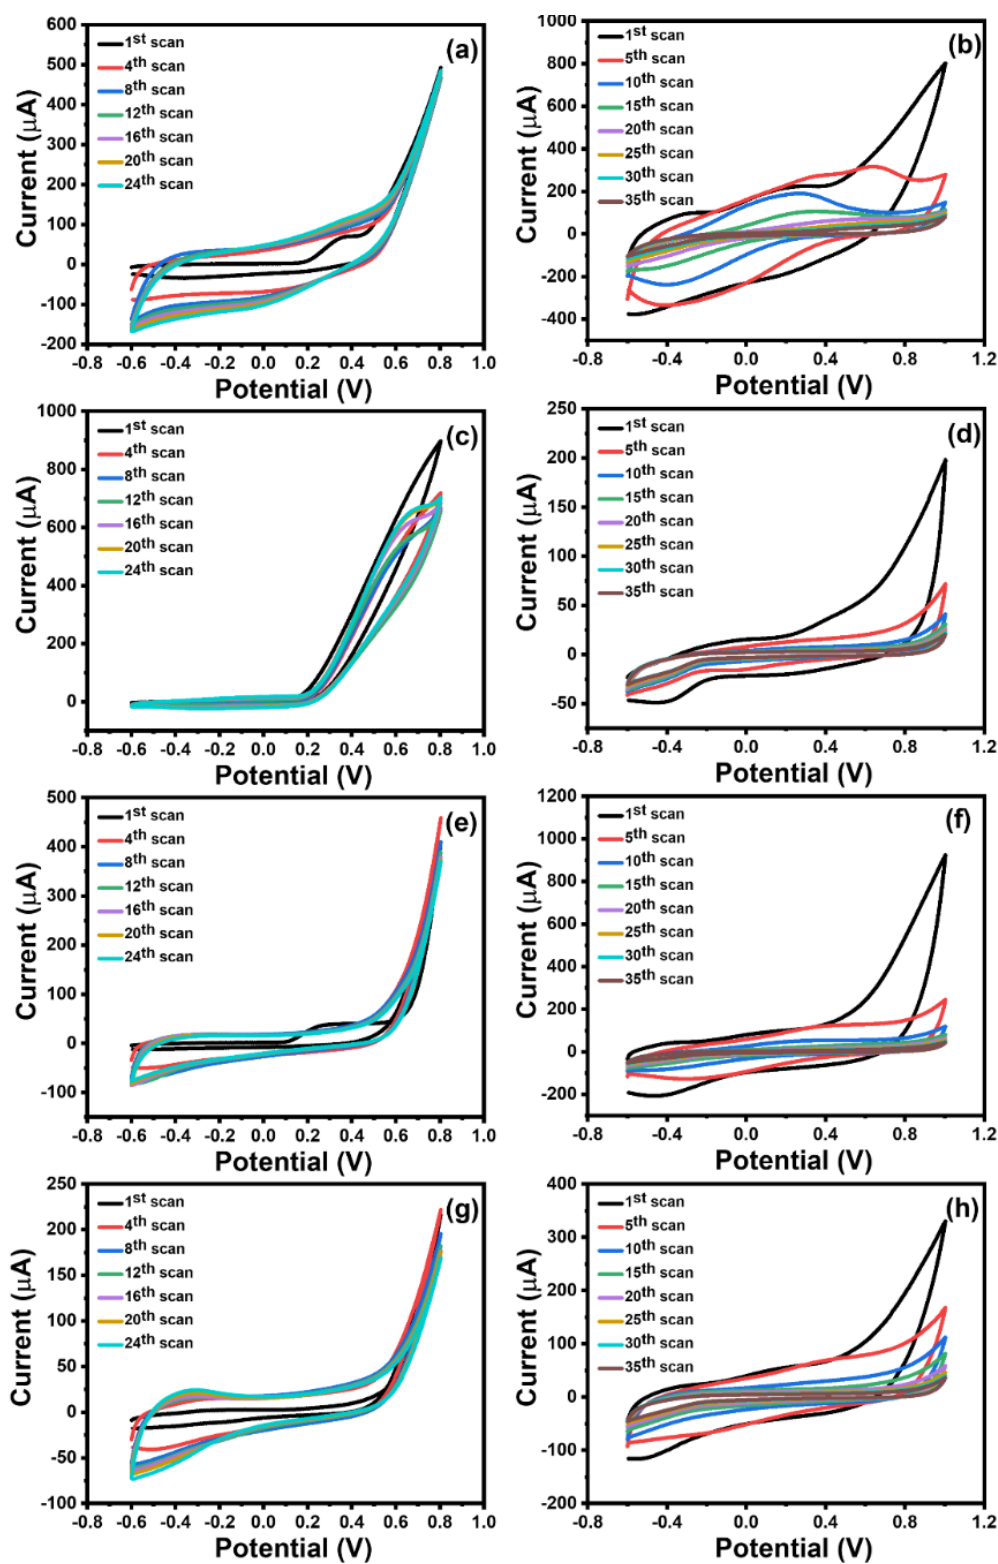 (a)
1st scan
4th scan
8th scan
12th scan
16th scan
20th scan
24th scan
600
500
400
300
200
100
0
-100
-200
Current (μA)
-0.8 -0.6 -0.4 -0.2 0.0 0.2 0.4 0.6 0.8 1.0
Potential (V)
(b)
1st scan
5th scan
10th scan
15th scan
20th scan
25th scan
30th scan
35th scan
1000
800
600
400
200
0
-200
-400
Current (μA)
-0.8 -0.4 0.0 0.4 0.8 1.2
Potential (V)
(c)
1st scan
4th scan
8th scan
12th scan
16th scan
20th scan
24th scan
1000
800
600
400
200
0
Current (μA)
-0.8 -0.6 -0.4 -0.2 0.0 0.2 0.4 0.6 0.8 1.0
Potential (V)
(d)
1st scan
5th scan
10th scan
15th scan
20th scan
25th scan
30th scan
35th scan
250
200
150
100
50
0
-50
Current (μA)
-0.8 -0.4 0.0 0.4 0.8 1.2
Potential (V)
(e)
1st scan
4th scan
8th scan
12th scan
16th scan
20th scan
24th scan
500
400
300
200
100
0
-100
Current (μA)
-0.8 -0.6 -0.4 -0.2 0.0 0.2 0.4 0.6 0.8 1.0
Potential (V)
(f)
1st scan
5th scan
10th scan
15th scan
20th scan
25th scan
30th scan
35th scan
1200
1000
800
600
400
200
0
-200
Current (μA)
-0.8 -0.4 0.0 0.4 0.8 1.2
Potential (V)
(g)
1st scan
4th scan
8th scan
12th scan
16th scan
20th scan
24th scan
250
200
150
100
50
0
-50
-100
Current (μA)
-0.8 -0.6 -0.4 -0.2 0.0 0.2 0.4 0.6 0.8 1.0
Potential (V)
(h)
1st scan
5th scan
10th scan
15th scan
20th scan
25th scan
30th scan
35th scan
400
300
200
100
0
-100
-200
Current (μA)
-0.8 -0.4 0.0 0.4 0.8 1.2
Potential (V)